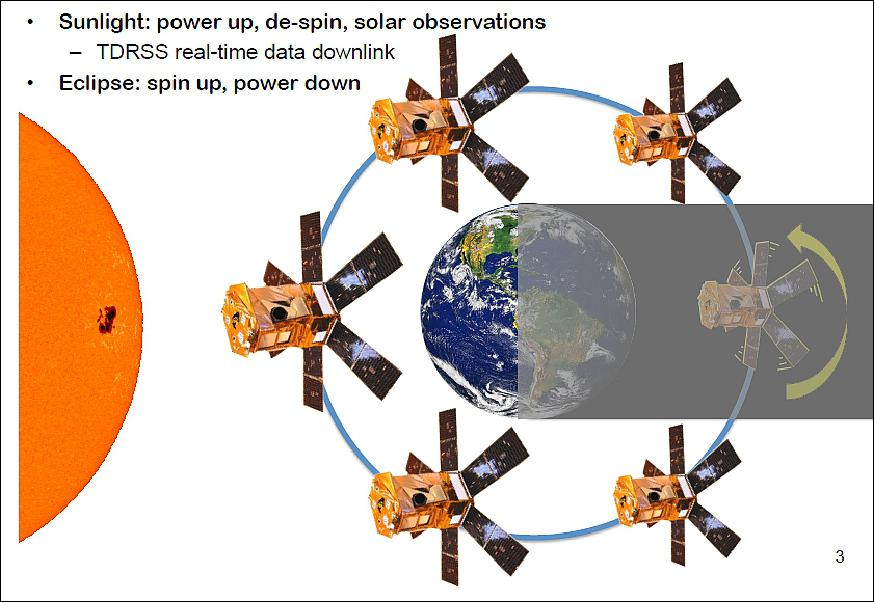 • Sunlight: power up, de-spin, solar observations
– TDRSS real-time data downlink
• Eclipse: spin up, power down
3